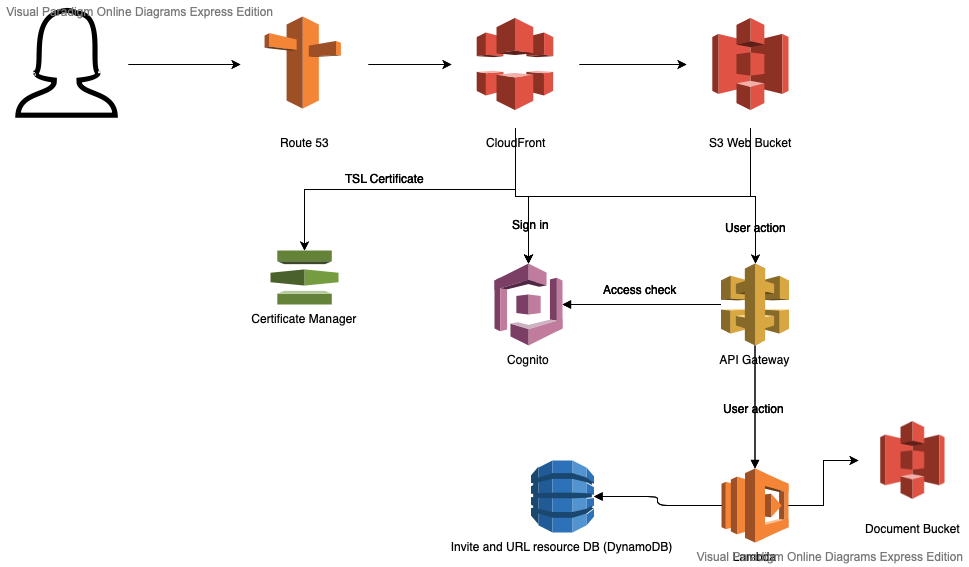 Visual Paradigm Online Diagrams Express Edition
Route 53
CloudFront
S3 Web Bucket
TSL Certificate
Sign in
User action
Access check
Certificate Manager
Cognito
API Gateway
User action
Document Bucket
Invite and URL resource DB (DynamoDB)
Lambda
Visual Paradigm Online Diagrams Express Edition